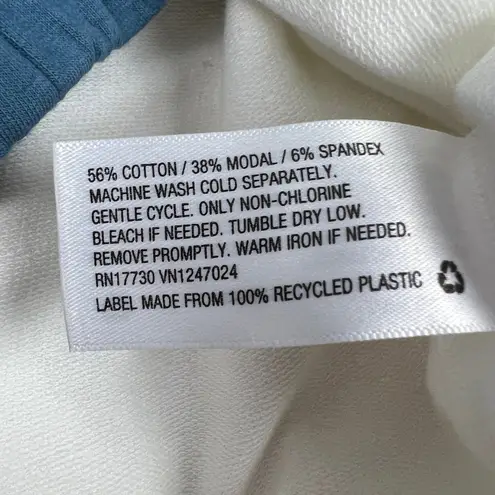 56% COTTON / 38% MODAL / 6% SPANDEX
MACHINE WASH COLD SEPARATELY.
GENTLE CYCLE. ONLY NON-CHLORINE
BLEACH IF NEEDED. TUMBLE DRY LOW.
REMOVE PROMPTLY. WARM IRON IF NEEDED.
RN17730 VN1247024
LABEL MADE FROM 100% RECYCLED PLASTIC